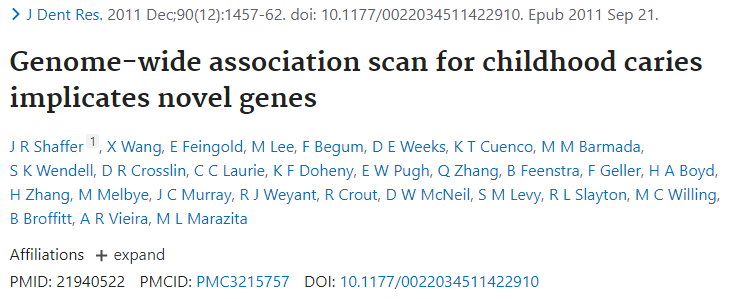 J Dent Res. 2011 Dec;90(12):1457-62. doi: 10.1177/0022034511422910. Epub 2011 Sep 21.
Genome-wide association scan for childhood caries
implicates novel genes
J R Shaffer 1, X Wang, E Feingold, M Lee, F Begum, D E Weeks, K T Cuenco, M M Barmada,
S K Wendell, D R Crosslin, C C Laurie, K F Doheny, E W Pugh, Q Zhang, B Feenstra, F Geller, H A Boyd,
H Zhang, M Melbye, J C Murray, R J Weyant, R Crout, D W McNeil, S M Levy, R L Slayton, M C Willing,
B Broffitt, A R Vieira, M L Marazita
Affiliations + expand
PMID: 21940522 PMCID: PMC3215757 DOI: 10.1177/0022034511422910